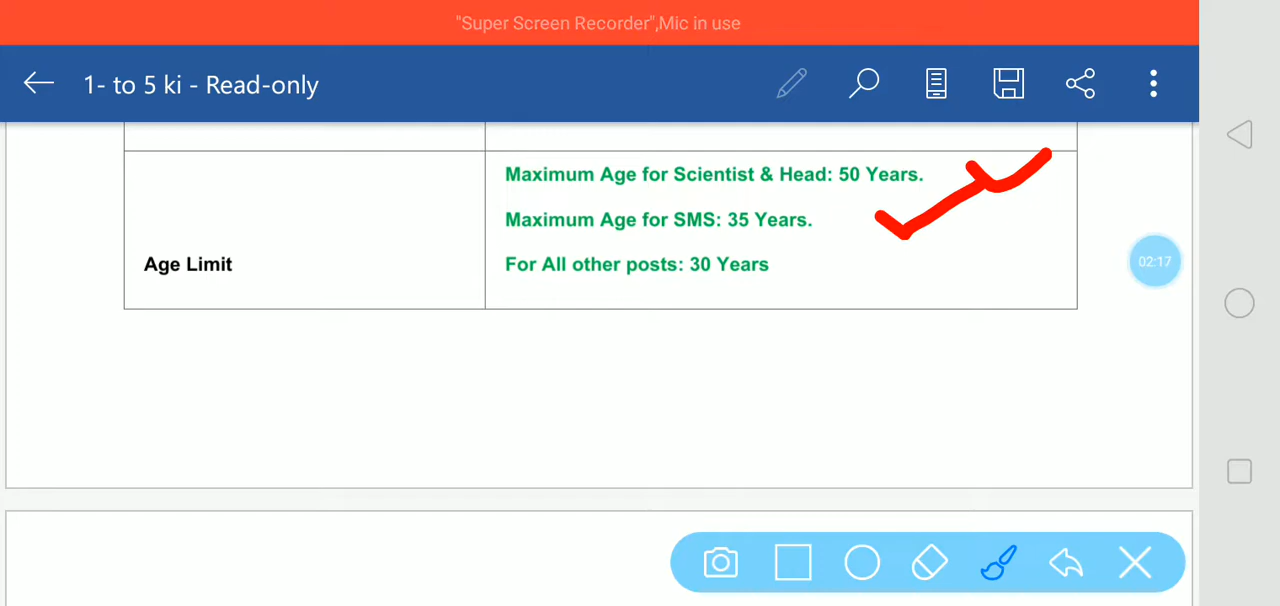 "Super Screen Recorder",Mic in use
1- to 5 ki - Read-only
Maximum Age for Scientist & Head: 50 Years.
Maximum Age for SMS: 35 Years.
Age Limit
For All other posts: 30 Years
02:17